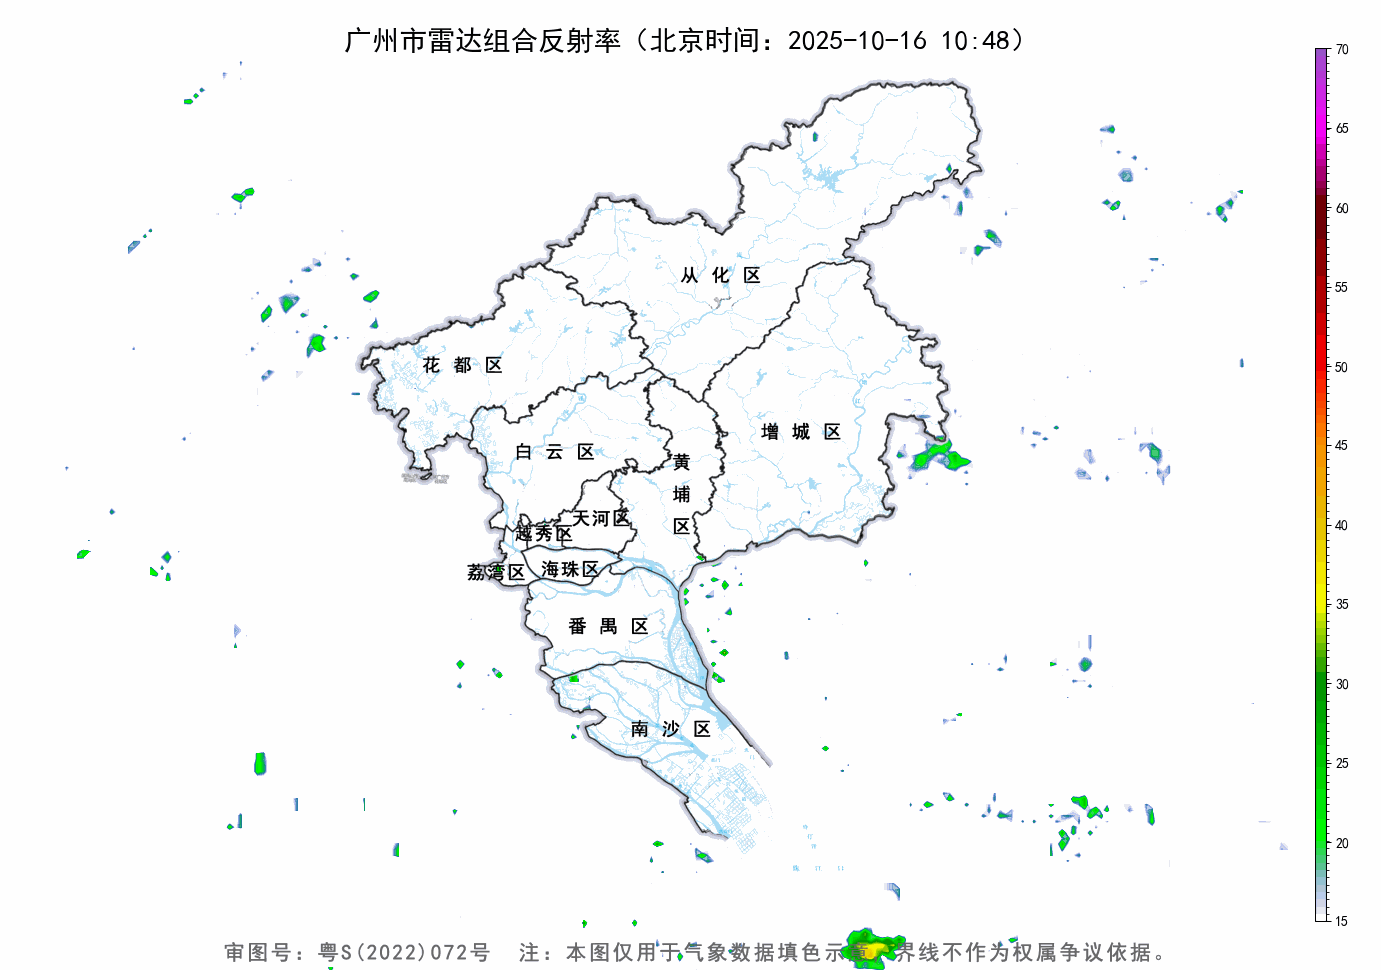 广州市雷达组合反射率（北京时间：2025-10-16 10:48）
70
65
60
55
50
45
40
35
30
25
20
15
从化区
花都区
增城区
白云区
黄埔区
天河区
越秀区
荔湾区
海珠区
番禺区
南沙区
审图号：粤S(2022)072号 注：本图仅用于气象数据填色示意，界线不作为权属争议依据。